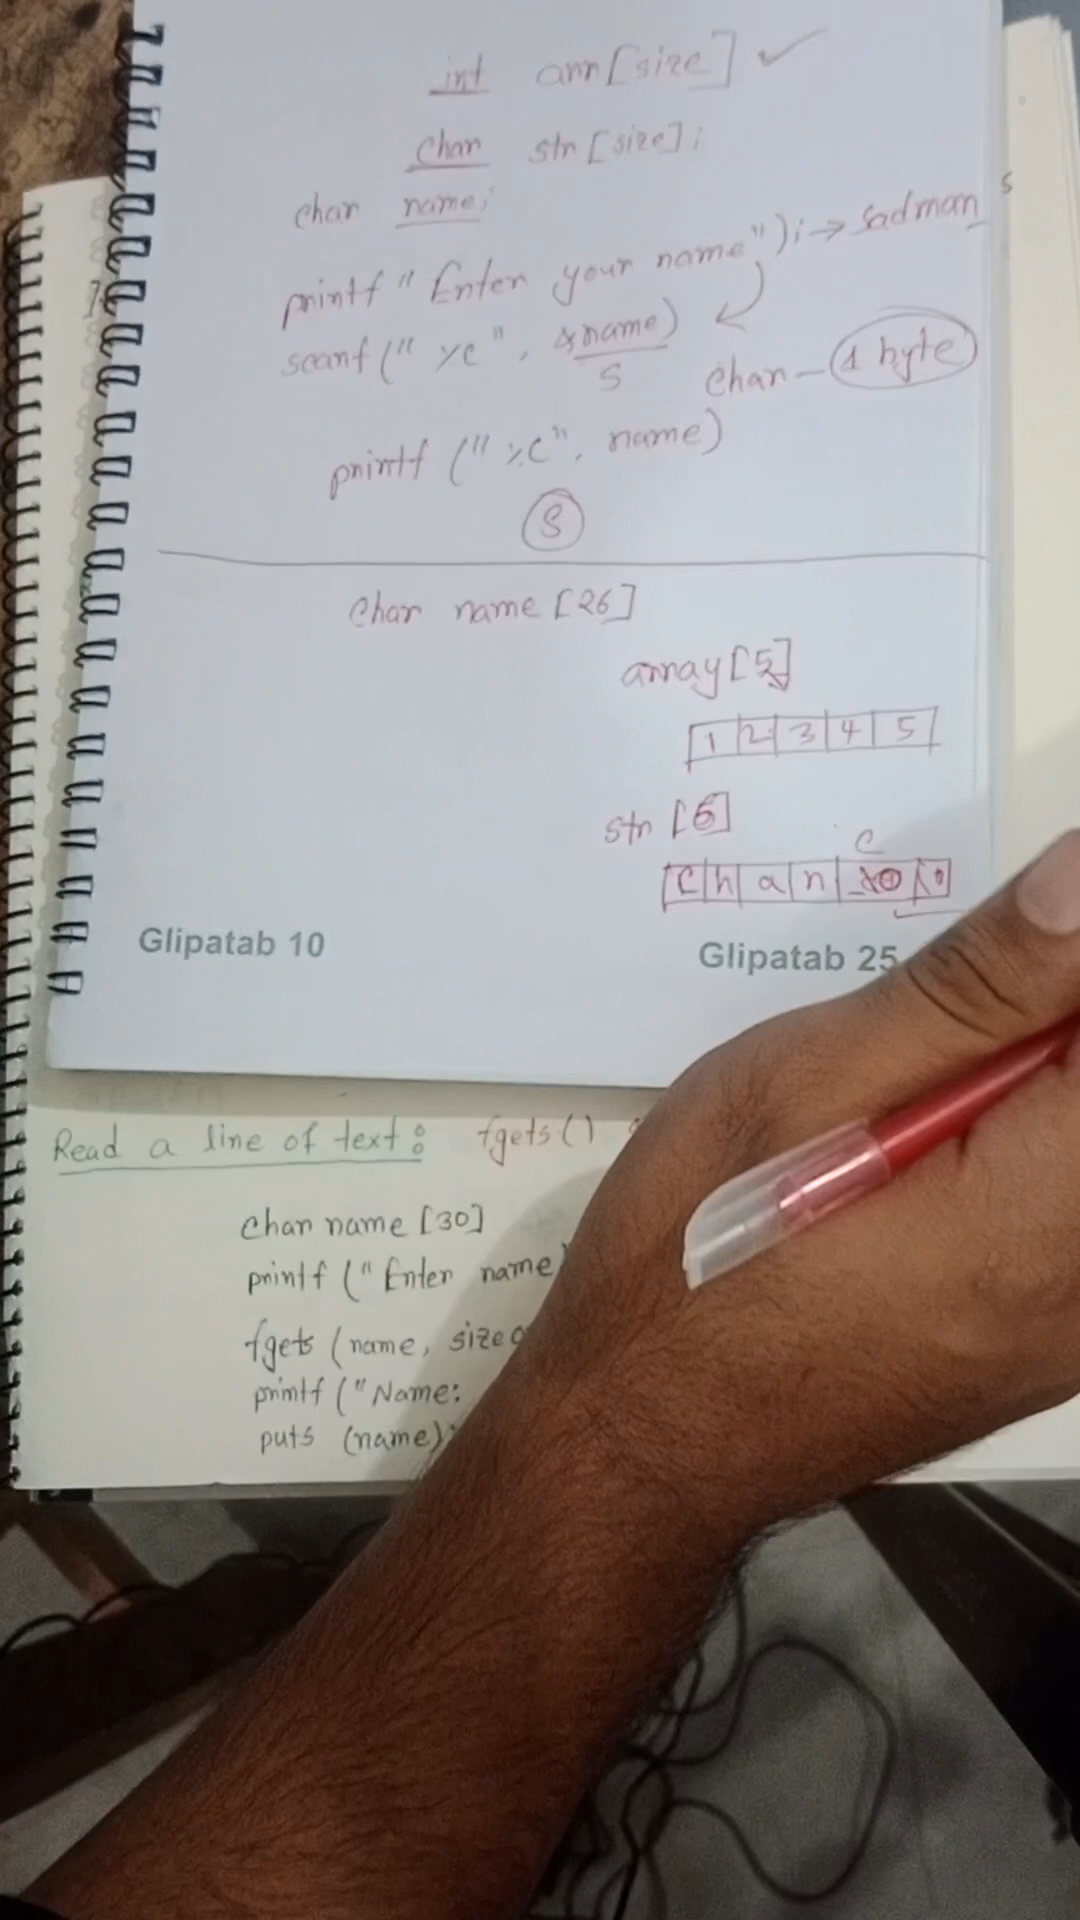 int arr[size] ✓
char str[size];
char name;
printf "Enter your name"); → Sadman
s
scanf("%c", &name)
S
char – 1 byte
printf ("%c", name)
S
char name [26]
array[5]
1 2 3 4 5
str [6]
c
c h a r \0
Glipatab 10
Glipatab 25
Read a line of text: fgets()
char name [30]
printf ("Enter name
fgets (name, sizeo
printf ("Name:
puts (name);